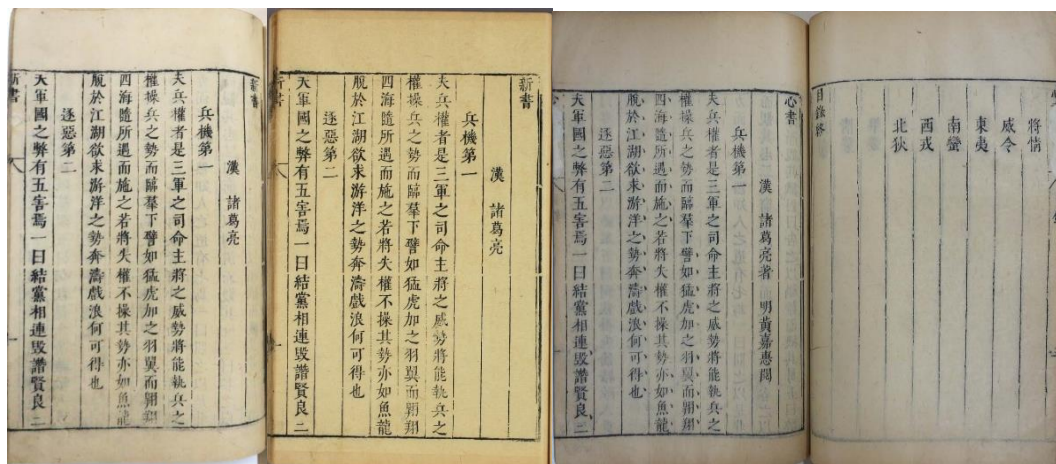 新書
漢 諸葛亮
兵機第一
夫兵權者是三軍之司命主將之威勢將能執兵之
權操兵之勢而臨羣下譬如猛虎加之羽翼而翺翔
四海隨所遇而施之若將失權不操其勢亦如魚龍
脫於江湖欲求游洋之勢奔濤戲浪何可得也
逐惡第二
夫軍國之弊有五害焉一曰結黨相連毀譖賢良二
新書
新書
漢 諸葛亮
兵機第一
夫兵權者是三軍之司命主將之威勢將能執兵之
權操兵之勢而臨羣下譬如猛虎加之羽翼而翺翔
四海隨所遇而施之若將失權不操其勢亦如魚龍
脫於江湖欲求游洋之勢奔濤戲浪何可得也
逐惡第二
夫軍國之弊有五害焉一曰結黨相連毀譖賢良二
新書
一
將情
威令
東夷
南蠻
西戎
北狄
目錄終
心書
漢 諸葛亮著 明黃嘉惠閱
兵機第一
夫兵權者是三軍之司命主將之威勢將能執兵之
權操兵之勢而臨羣下譬如猛虎加之羽翼而翺翔
四海隨所遇而施之若將失權不操其勢亦如魚龍
脫於江湖欲求游洋之勢奔濤戲浪何可得也
逐惡第二
夫軍國之弊有五害焉一曰結黨相連毀譖賢良二